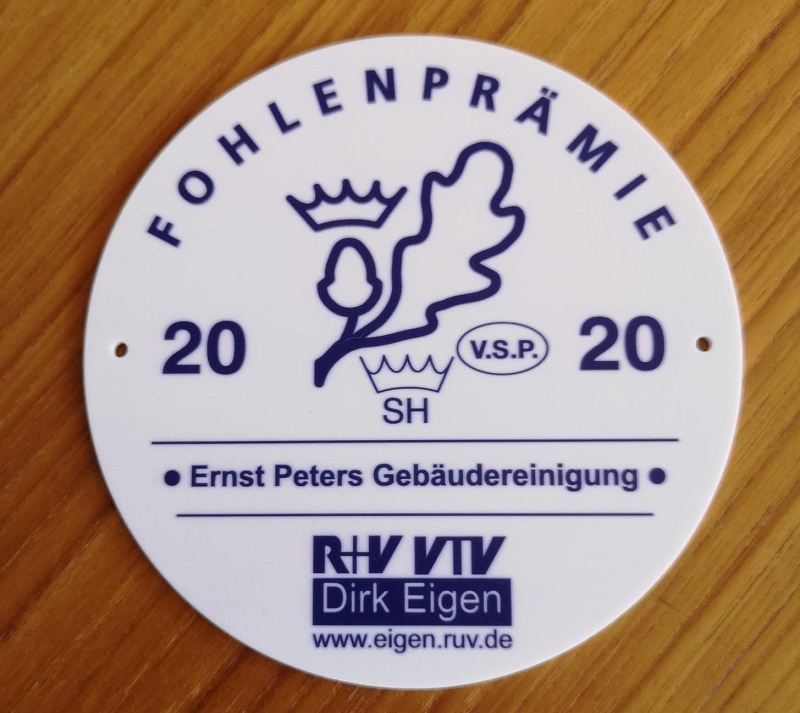 FOHLENPRÄMIE
20 20
V.S.P.
SH
• Ernst Peters Gebäudereinigung •
R+V VTV
Dirk Eigen
www.eigen.ruv.de